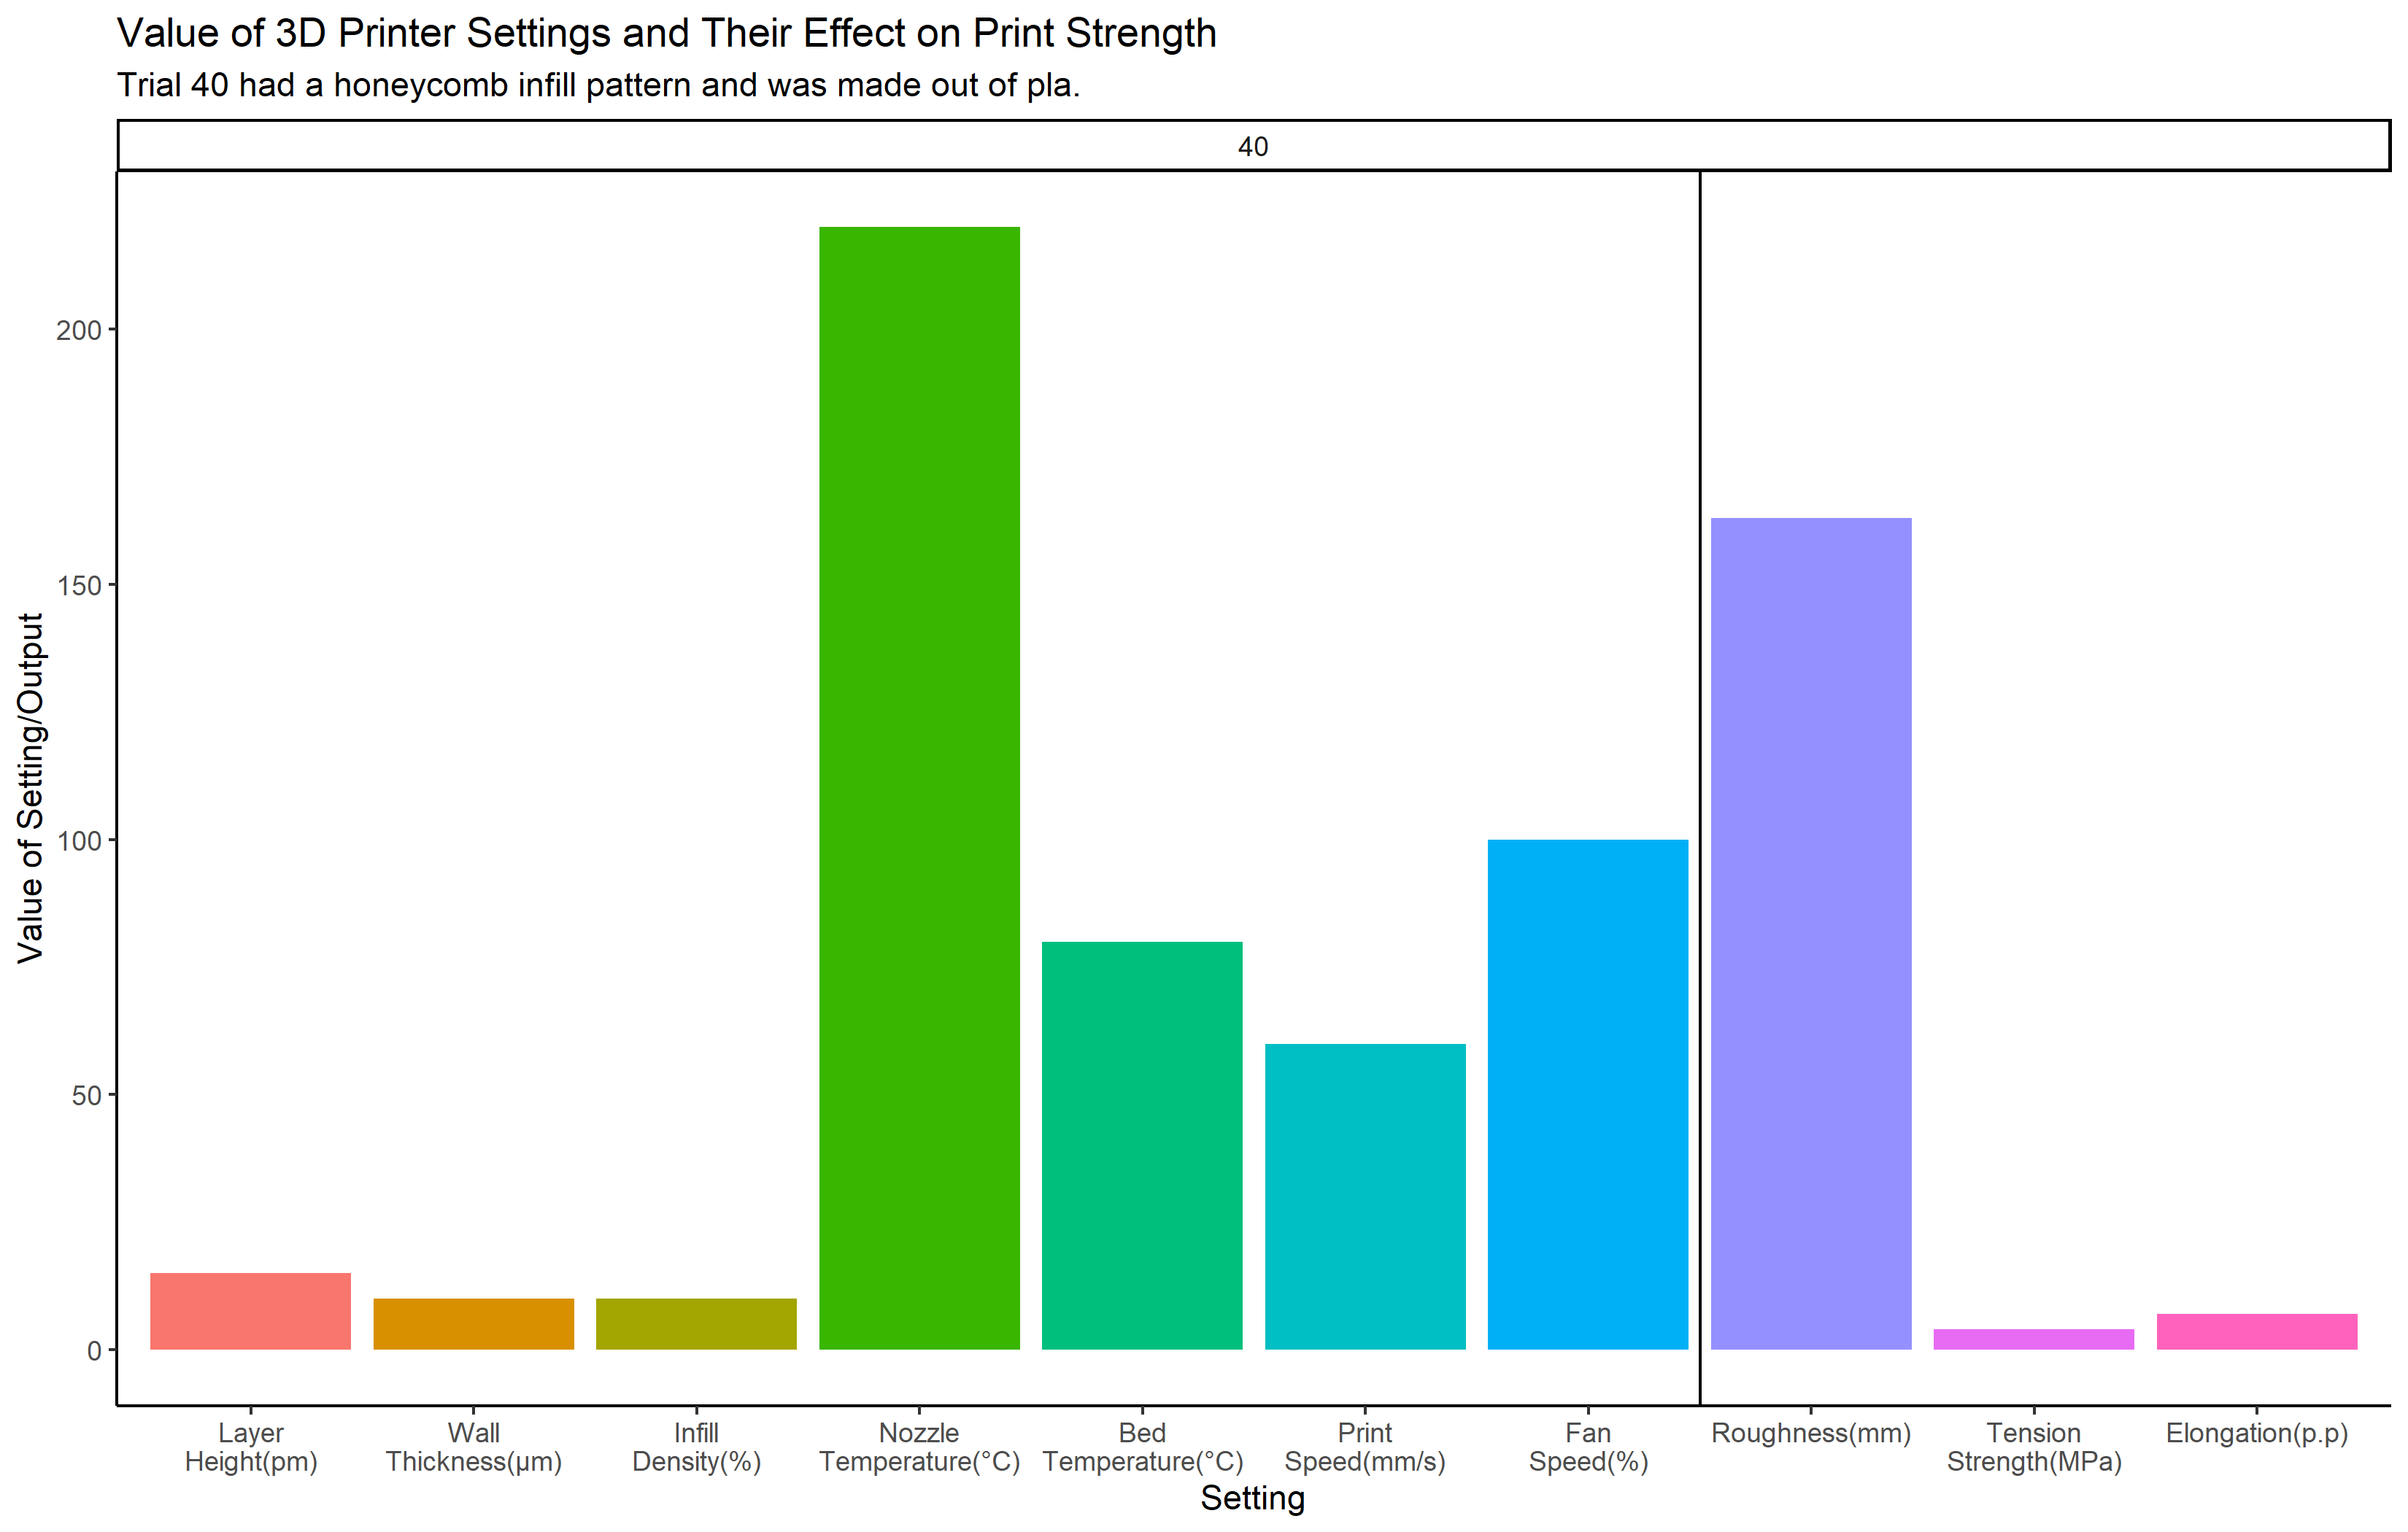 Value of 3D Printer Settings and Their Effect on Print Strength
Trial 40 had a honeycomb infill pattern and was made out of pla.
40
Value of Setting/Output
200
150
100
50
0
Layer
Height(pm)
Wall
Thickness(µm)
Infill
Density(%)
Nozzle
Temperature(°C)
Bed
Temperature(°C)
Print
Speed(mm/s)
Fan
Speed(%)
Roughness(mm)
Tension
Strength(MPa)
Elongation(p.p)
Setting